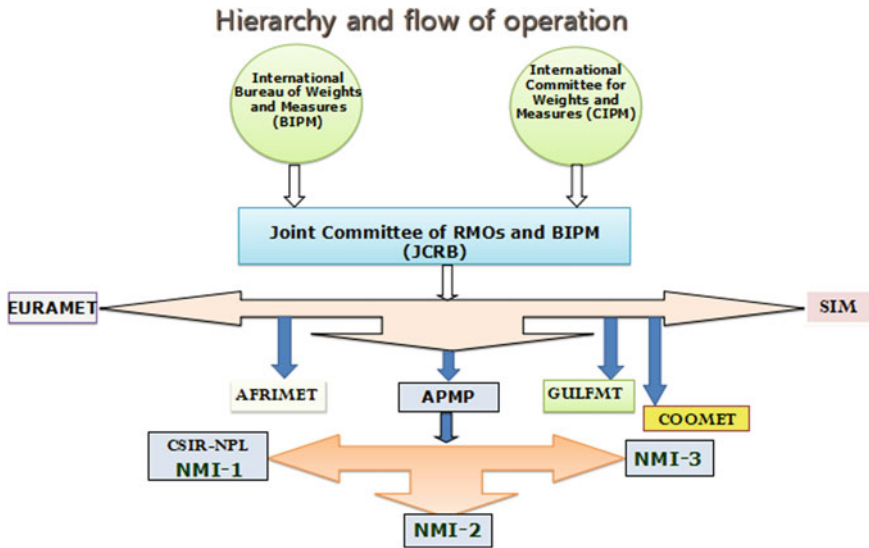 Hierarchy and flow of operation
International
Bureau of Weights
and Measures
(BIPM)
International
Committee for
Weights and
Measures (CIPM)
Joint Committee of RMOs and BIPM
(JCRB)
EURAMET
SIM
AFRIMET
APMP
GULFMT
COOMET
CSIR-NPL
NMI-1
NMI-3
NMI-2